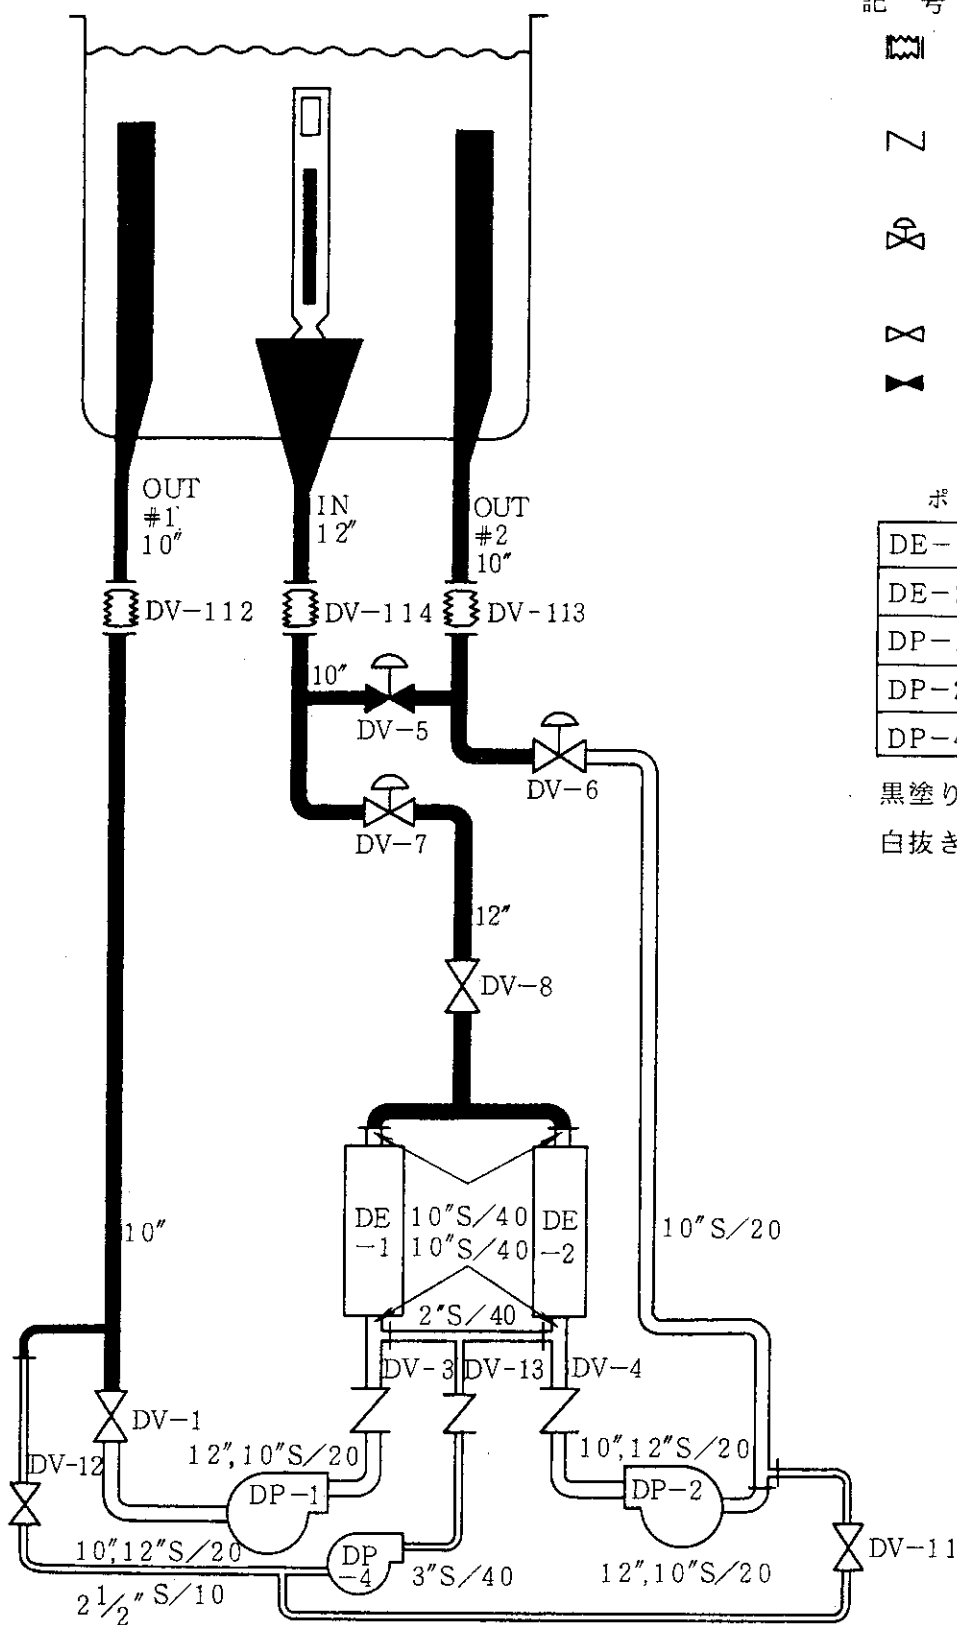 記 号
OUT
#1
10″
IN
12″
OUT
#2
10″
DV-112
DV-114
DV-113
10″
DV-5
DV-6
DV-7
12″
DV-8
ポ
DE-
DE-
DP-
DP-2
DP-4
黒塗り
白抜き
10″
DE
-1
10″S/40
10″S/40
DE
-2
10″S/20
2″S/40
DV-3
DV-13
DV-4
DV-1
DV-12
12″,10″S/20
10″,12″S/20
DP-1
DP-2
10″,12″S/20
DP
-4
3″S/40
12″,10″S/20
DV-11
2 1/2″ S/10